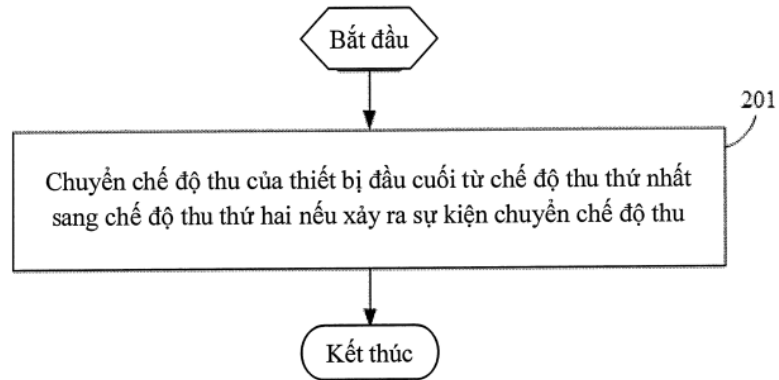 Bắt đầu
201
Chuyển chế độ thu của thiết bị đầu cuối từ chế độ thu thứ nhất
sang chế độ thu thứ hai nếu xảy ra sự kiện chuyển chế độ thu
Kết thúc